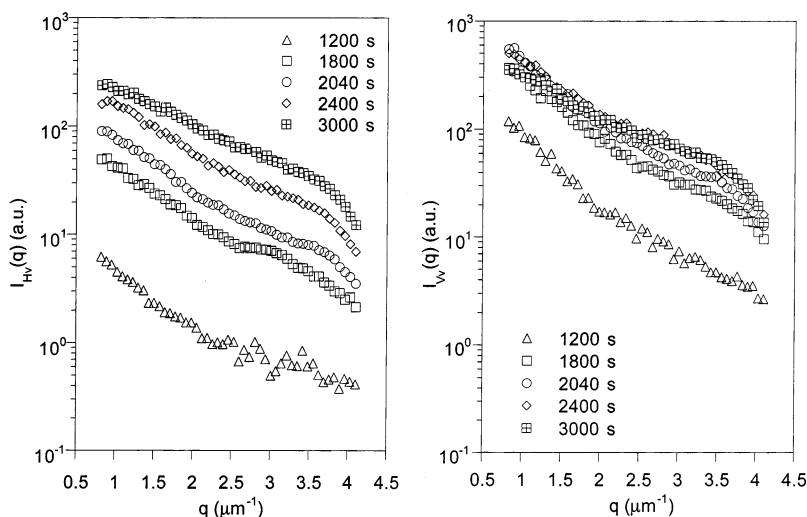 10³
10²
10¹
10⁰
10⁻¹
I_Hv(q) (a.u.)
0.5 1 1.5 2 2.5 3 3.5 4 4.5
q (μm⁻¹)
1200 s
1800 s
2040 s
2400 s
3000 s
10³
10²
10¹
10⁰
10⁻¹
I_Vv(q) (a.u.)
0.5 1 1.5 2 2.5 3 3.5 4 4.5
q (μm⁻¹)
1200 s
1800 s
2040 s
2400 s
3000 s